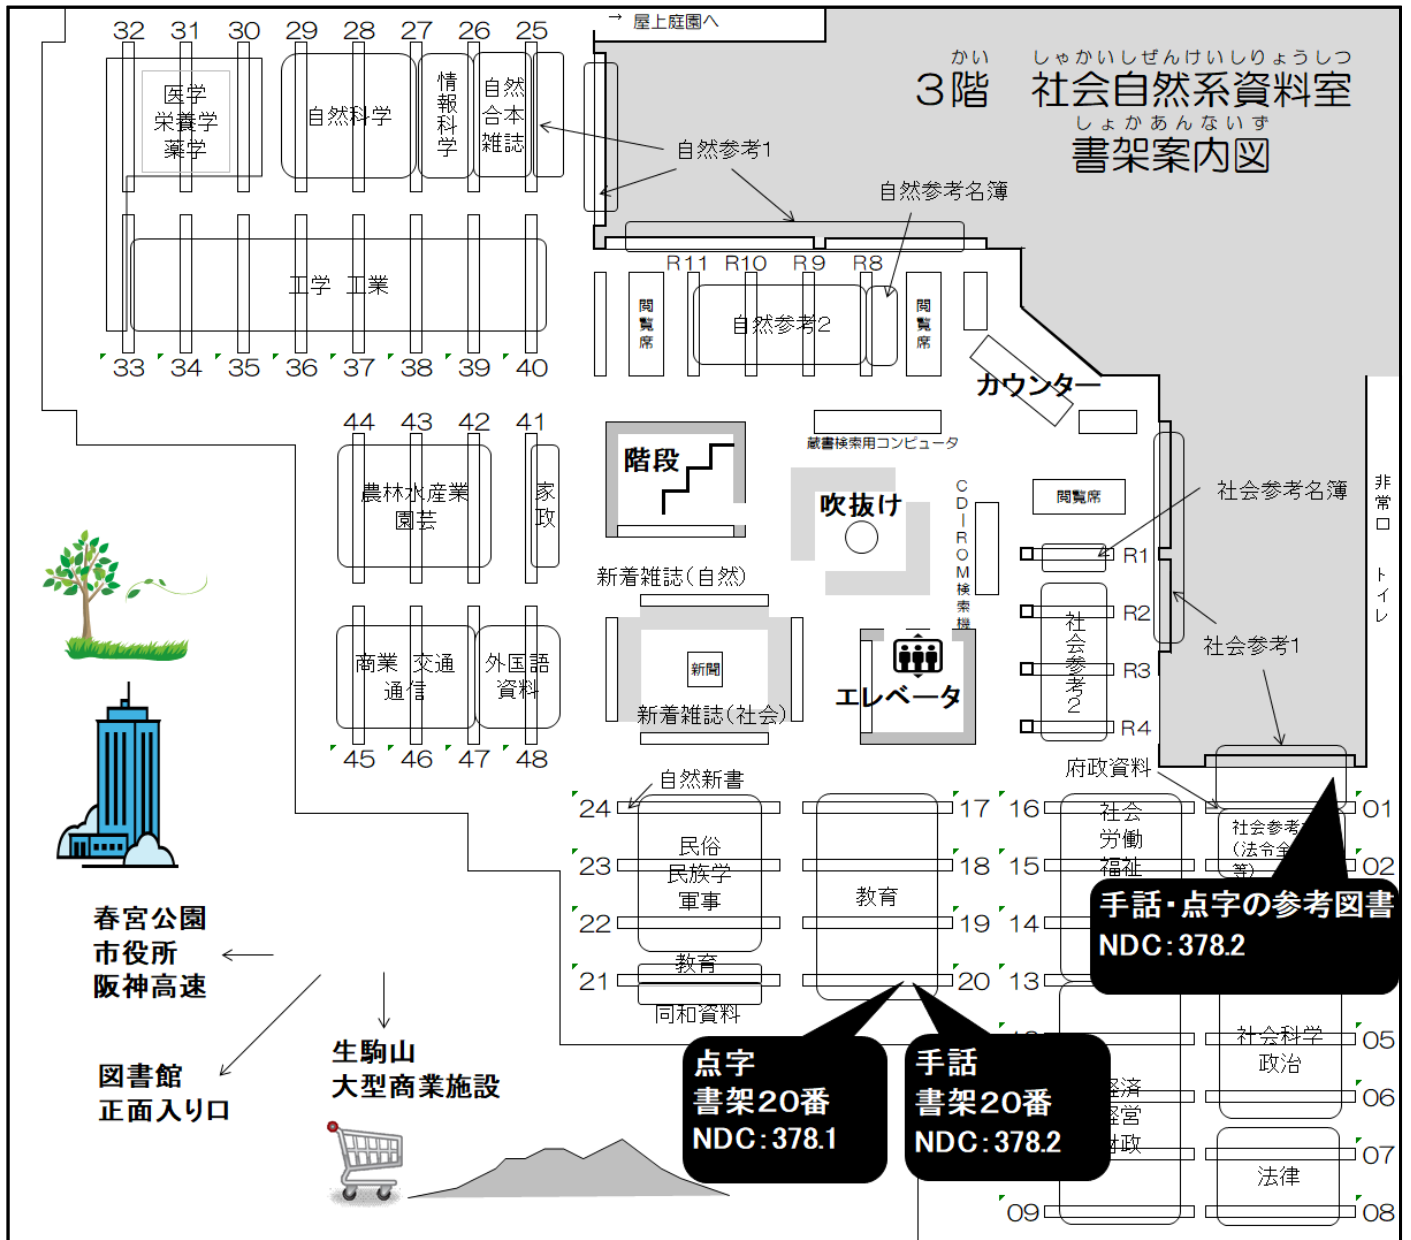 → 屋上庭園へ
かい しゃかいしぜんけいしりょうしつ
3階 社会自然系資料室
しょかあんないず
書架案内図
32 31 30 29 28 27 26 25
医学
栄養学
薬学
自然科学
情報科学
自然
合本
雑誌
自然参考1
自然参考名簿
工学 工業
R11 R10 R9 R8
閲覧席
自然参考2
閲覧席
33 34 35 36 37 38 39 40
カウンター
蔵書検索用コンピュータ
44 43 42 41
農林水産業
園芸
家政
階段
吹抜け
CDIROM検索機
閲覧席
社会参考名簿
非常口 トイレ
R1
R2
R3
R4
社会参考2
社会参考1
新着雑誌(自然)
新聞
新着雑誌(社会)
エレベータ
商業 交通
通信
外国語
資料
45 46 47 48
府政資料
自然新書
24
23
22
21
民俗
民族学
軍事
教育
同和資料
教育
17
18
19
20
16
15
14
13
社会
労働
福祉
01
02
社会参考
(法令全
等)
手話・点字の参考図書
NDC:378.2
点字
書架20番
NDC:378.1
手話
書架20番
NDC:378.2
社会科学
政治
05
06
07
08
法律
09
春宮公園
市役所
阪神高速
図書館
正面入り口
生駒山
大型商業施設